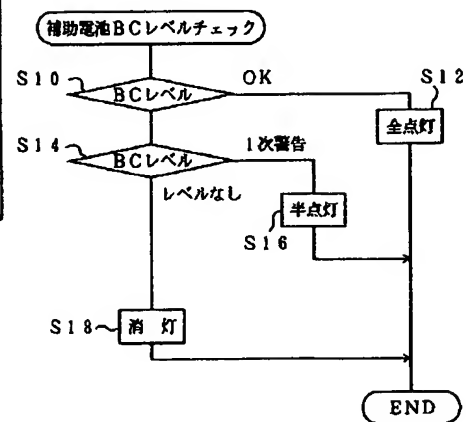 補助電池BCレベルチェック
S10
BCレベル
OK
S12
全点灯
S14
BCレベル
1次警告
レベルなし
半点灯
S16
S18
消 灯
END